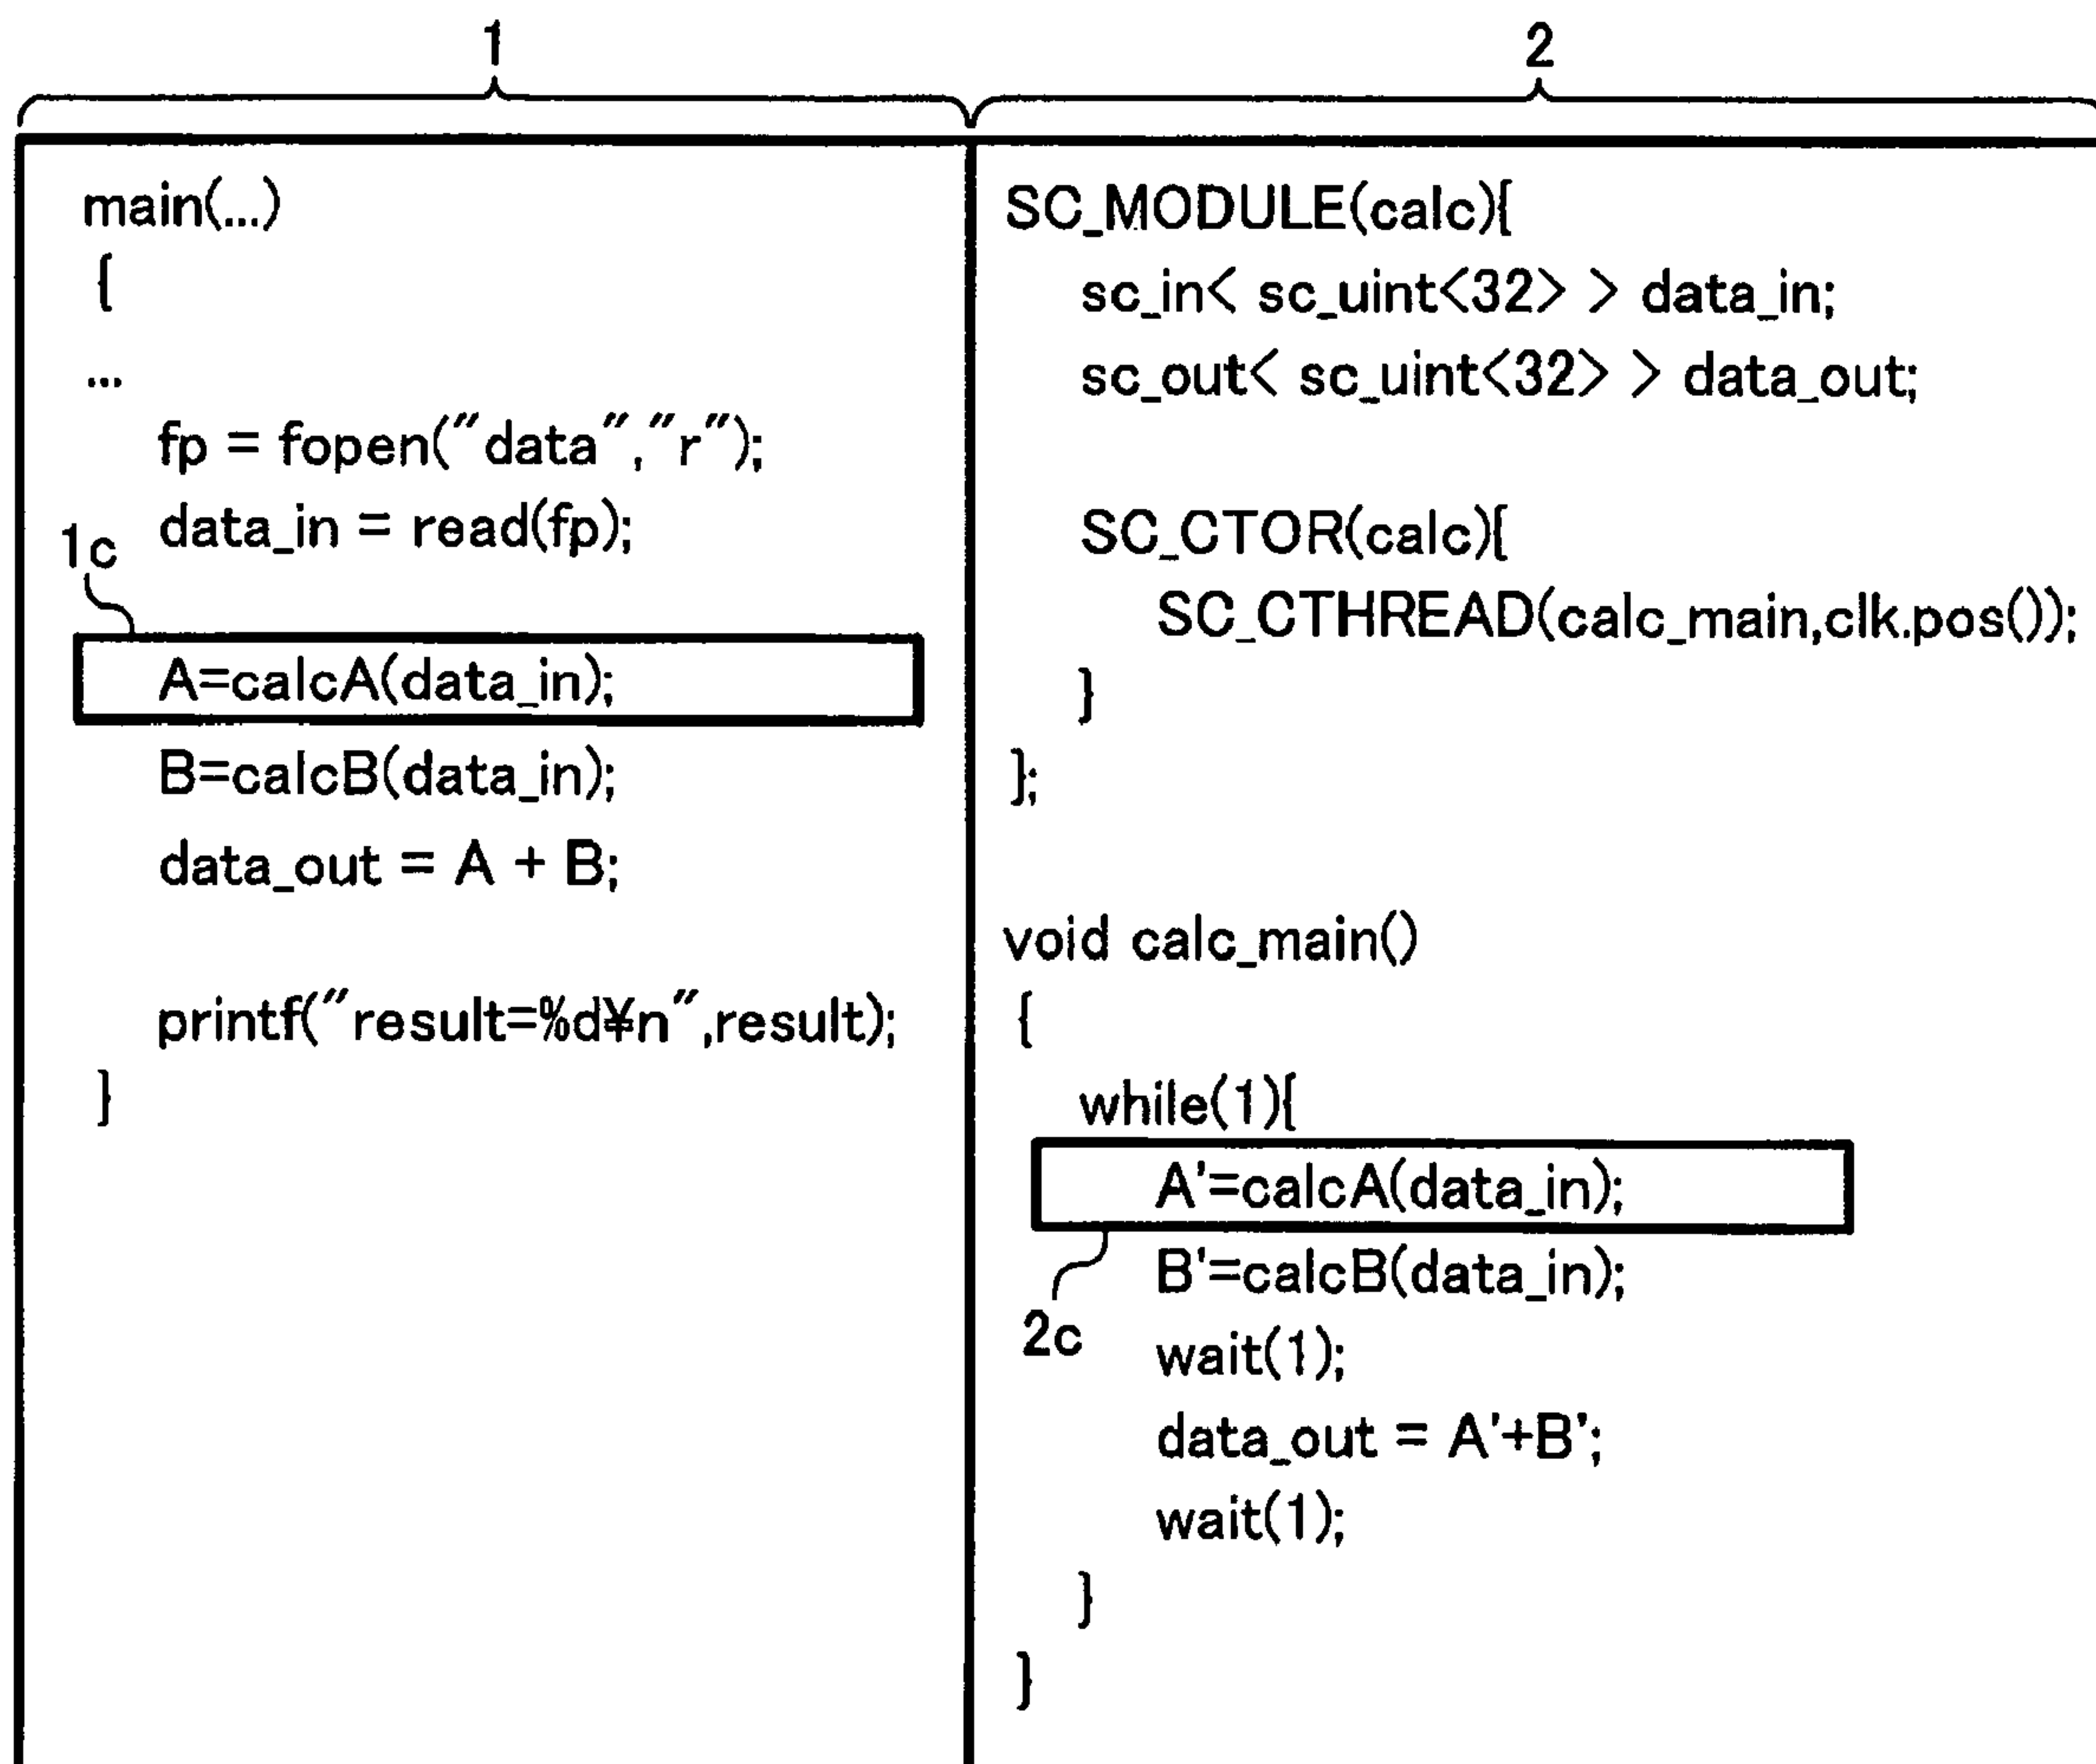 1
2
main(...)
{
...
fp = fopen("data","r");
data_in = read(fp);
1c
A=calcA(data_in);
B=calcB(data_in);
data_out = A + B;
printf("result=%d¥n",result);
}
SC_MODULE(calc){
sc_in< sc_uint<32> > data_in;
sc_out< sc_uint<32> > data_out;
SC_CTOR(calc){
SC_CTHREAD(calc_main,clk.pos());
}
};
void calc_main()
{
while(1){
A'=calcA(data_in);
B'=calcB(data_in);
2c
wait(1);
data_out = A'+B';
wait(1);
}
}